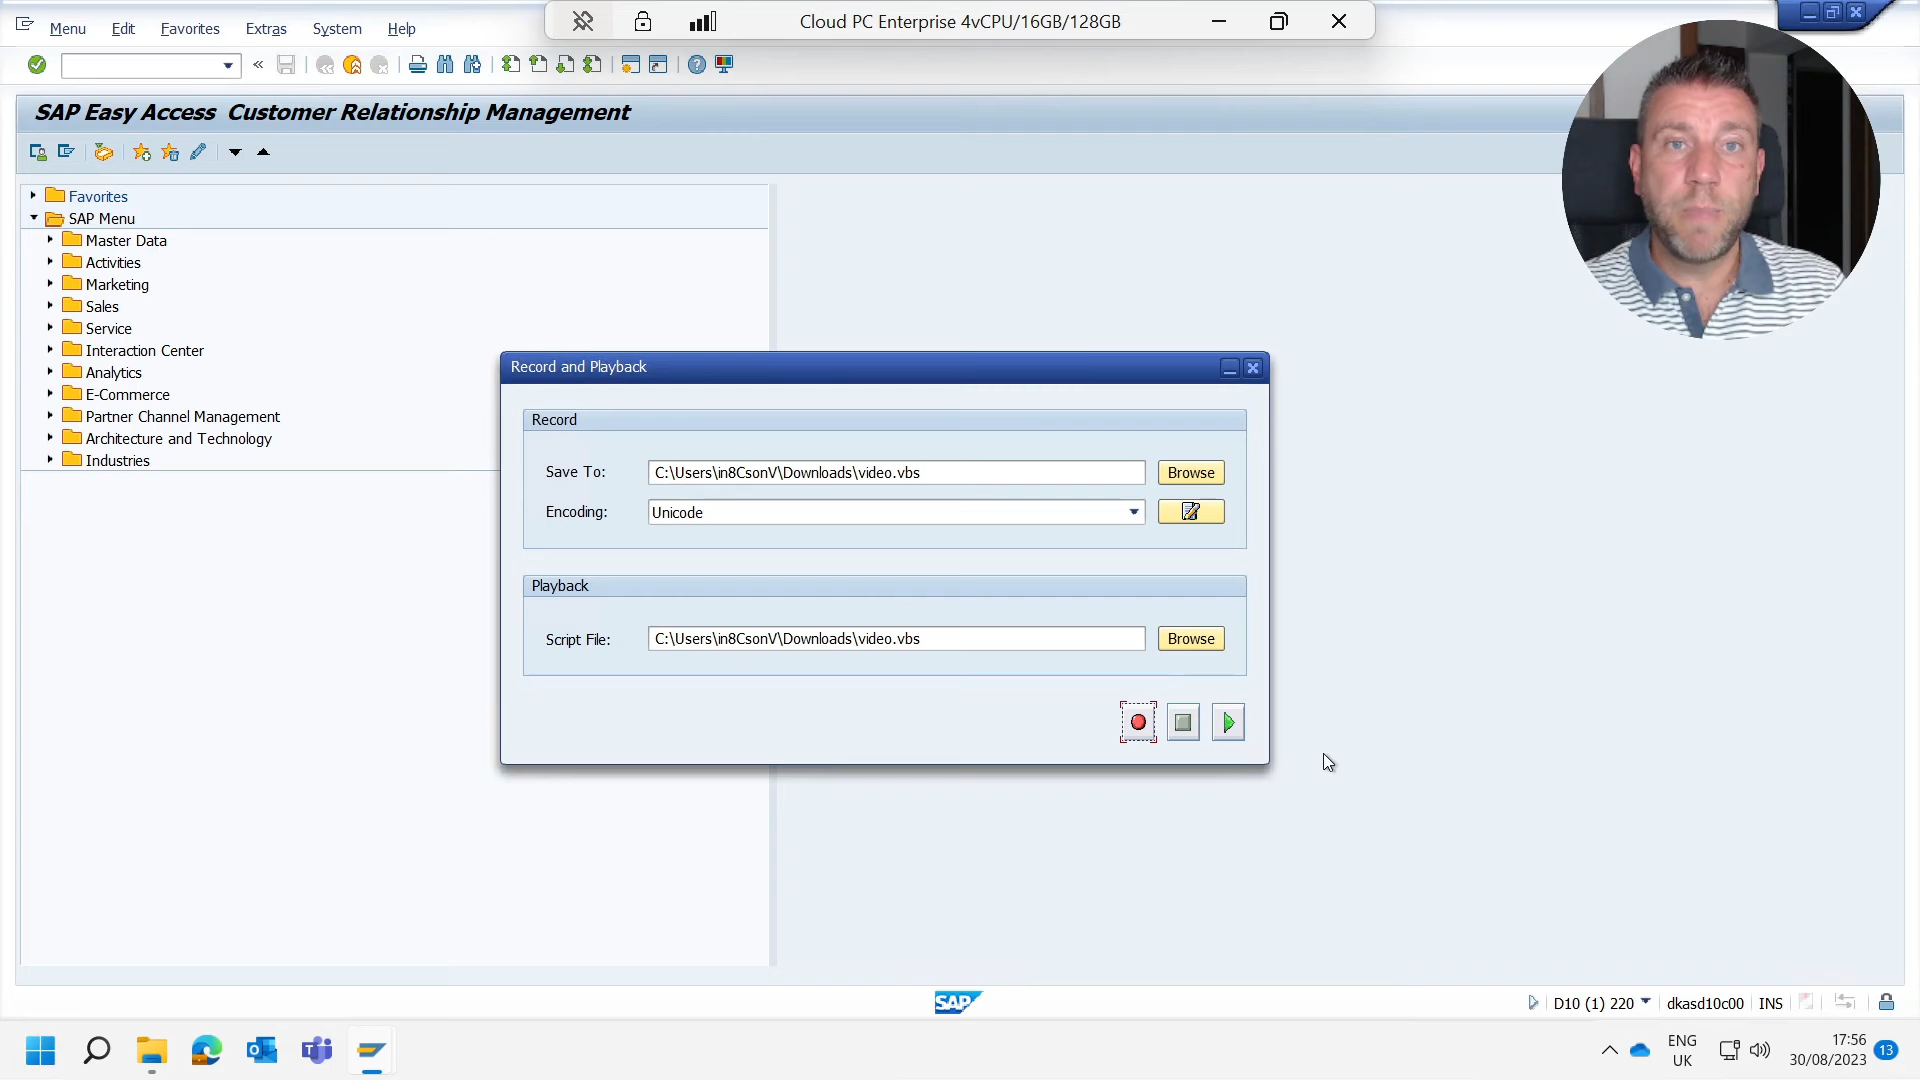 Cloud PC Enterprise 4vCPU/16GB/128GB
Menu Edit Favorites Extras System Help
SAP Easy Access Customer Relationship Management
Favorites
SAP Menu
Master Data
Activities
Marketing
Sales
Service
Interaction Center
Analytics
E-Commerce
Partner Channel Management
Architecture and Technology
Industries
Record and Playback
Record
Save To: C:\Users\in8CsonV\Downloads\video.vbs Browse
Encoding: Unicode
Playback
Script File: C:\Users\in8CsonV\Downloads\video.vbs Browse
SAP
D10 (1) 220 dkasd10c00 INS
ENG
UK
17:56
30/08/2023
13